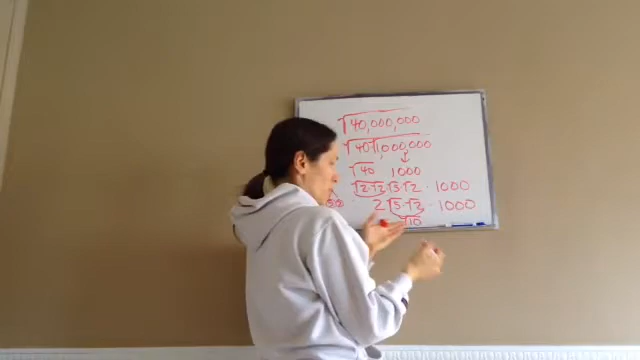 √40,000,000
√40 √1,000,000
√40 1000
√2·√2 √5·√2 · 1000
2√5·√2 · 1000
√10